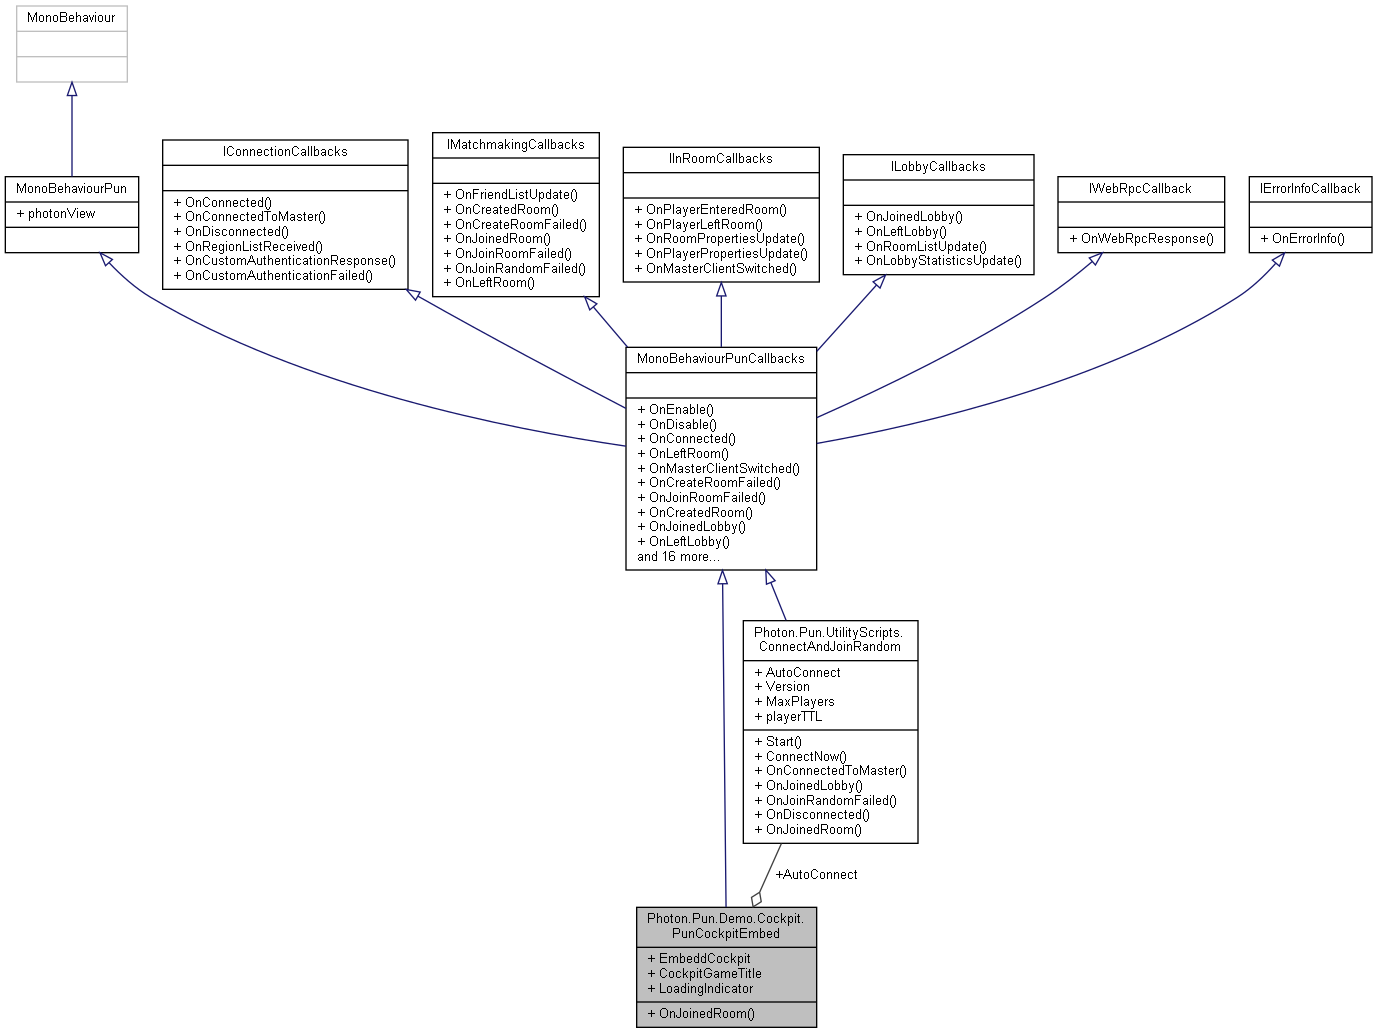 MonoBehaviour
MonoBehaviourPun
+ photonView
IConnectionCallbacks
+ OnConnected()
+ OnConnectedToMaster()
+ OnDisconnected()
+ OnRegionListReceived()
+ OnCustomAuthenticationResponse()
+ OnCustomAuthenticationFailed()
IMatchmakingCallbacks
+ OnFriendListUpdate()
+ OnCreatedRoom()
+ OnCreateRoomFailed()
+ OnJoinedRoom()
+ OnJoinRoomFailed()
+ OnJoinRandomFailed()
+ OnLeftRoom()
IInRoomCallbacks
+ OnPlayerEnteredRoom()
+ OnPlayerLeftRoom()
+ OnRoomPropertiesUpdate()
+ OnPlayerPropertiesUpdate()
+ OnMasterClientSwitched()
ILobbyCallbacks
+ OnJoinedLobby()
+ OnLeftLobby()
+ OnRoomListUpdate()
+ OnLobbyStatisticsUpdate()
IWebRpcCallback
+ OnWebRpcResponse()
IErrorInfoCallback
+ OnErrorInfo()
MonoBehaviourPunCallbacks
+ OnEnable()
+ OnDisable()
+ OnConnected()
+ OnLeftRoom()
+ OnMasterClientSwitched()
+ OnCreateRoomFailed()
+ OnJoinRoomFailed()
+ OnCreatedRoom()
+ OnJoinedLobby()
+ OnLeftLobby()
and 16 more...
Photon.Pun.UtilityScripts.
ConnectAndJoinRandom
+ AutoConnect
+ Version
+ MaxPlayers
+ playerTTL
+ Start()
+ ConnectNow()
+ OnConnectedToMaster()
+ OnJoinedLobby()
+ OnJoinRandomFailed()
+ OnDisconnected()
+ OnJoinedRoom()
+AutoConnect
Photon.Pun.Demo.Cockpit.
PunCockpitEmbed
+ EmbeddCockpit
+ CockpitGameTitle
+ LoadingIndicator
+ OnJoinedRoom()